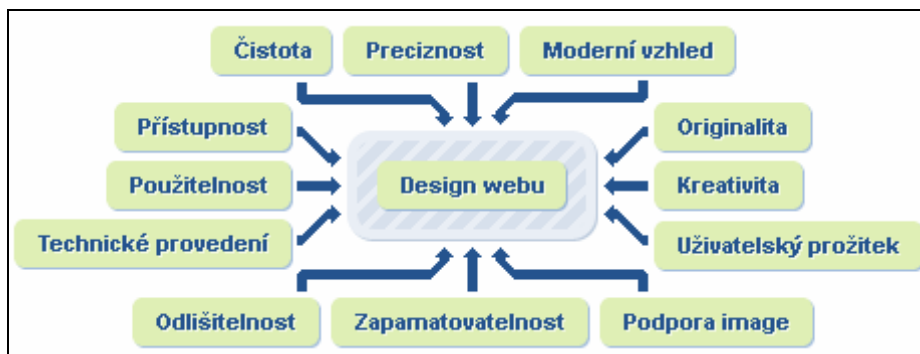 Čistota
Preciznost
Moderní vzhled
Přístupnost
Originalita
Použitelnost
Design webu
Kreativita
Technické provedení
Uživatelský prožitek
Odlišitelnost
Zapamatovatelnost
Podpora image